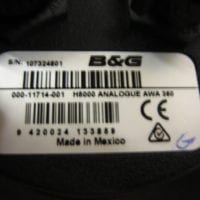 S/N: 107324801
B&G
000-11714-001 H5000 ANALOGUE AWA 360
CE
9 420024 133859
Made in Mexico